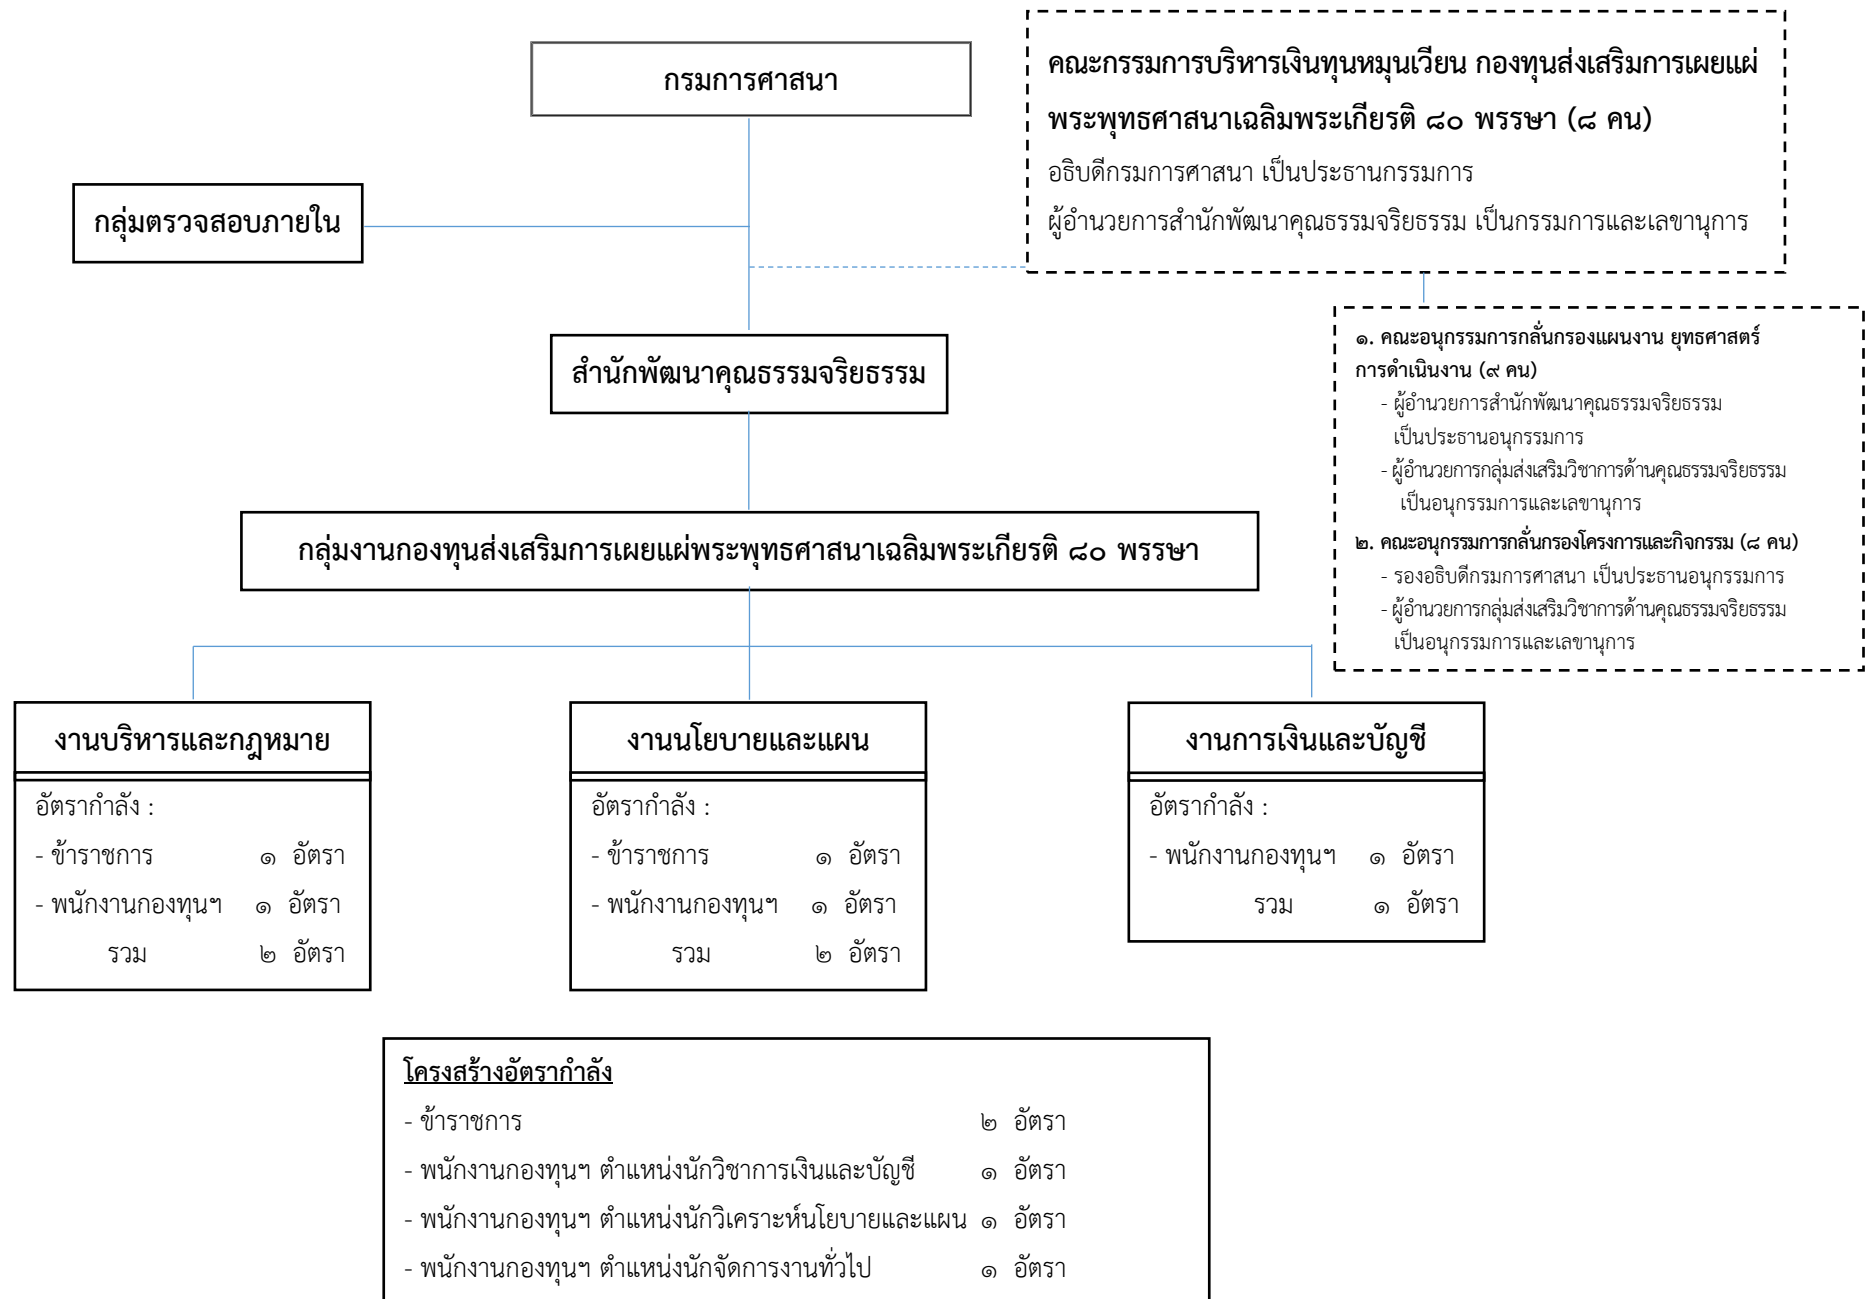 กรมการศาสนา
คณะกรรมการบริหารเงินทุนหมุนเวียน กองทุนส่งเสริมการเผยแผ่
พระพุทธศาสนาเฉลิมพระเกียรติ ๘๐ พรรษา (๘ คน)
อธิบดีกรมการศาสนา เป็นประธานกรรมการ
ผู้อำนวยการสำนักพัฒนาคุณธรรมจริยธรรม เป็นกรรมการและเลขานุการ
กลุ่มตรวจสอบภายใน
สำนักพัฒนาคุณธรรมจริยธรรม
๑. คณะอนุกรรมการกลั่นกรองแผนงาน ยุทธศาสตร์
การดำเนินงาน (๙ คน)
- ผู้อำนวยการสำนักพัฒนาคุณธรรมจริยธรรม
เป็นประธานอนุกรรมการ
- ผู้อำนวยการกลุ่มส่งเสริมวิชาการด้านคุณธรรมจริยธรรม
เป็นอนุกรรมการและเลขานุการ
๒. คณะอนุกรรมการกลั่นกรองโครงการและกิจกรรม (๘ คน)
- รองอธิบดีกรมการศาสนา เป็นประธานอนุกรรมการ
- ผู้อำนวยการกลุ่มส่งเสริมวิชาการด้านคุณธรรมจริยธรรม
เป็นอนุกรรมการและเลขานุการ
กลุ่มงานกองทุนส่งเสริมการเผยแผ่พระพุทธศาสนาเฉลิมพระเกียรติ ๘๐ พรรษา
งานบริหารและกฎหมาย
อัตรากำลัง :
- ข้าราชการ ๑ อัตรา
- พนักงานกองทุนฯ ๑ อัตรา
รวม ๒ อัตรา
งานนโยบายและแผน
อัตรากำลัง :
- ข้าราชการ ๑ อัตรา
- พนักงานกองทุนฯ ๑ อัตรา
รวม ๒ อัตรา
งานการเงินและบัญชี
อัตรากำลัง :
- พนักงานกองทุนฯ ๑ อัตรา
รวม ๑ อัตรา
โครงสร้างอัตรากำลัง
- ข้าราชการ ๒ อัตรา
- พนักงานกองทุนฯ ตำแหน่งนักวิชาการเงินและบัญชี ๑ อัตรา
- พนักงานกองทุนฯ ตำแหน่งนักวิเคราะห์นโยบายและแผน ๑ อัตรา
- พนักงานกองทุนฯ ตำแหน่งนักจัดการงานทั่วไป ๑ อัตรา